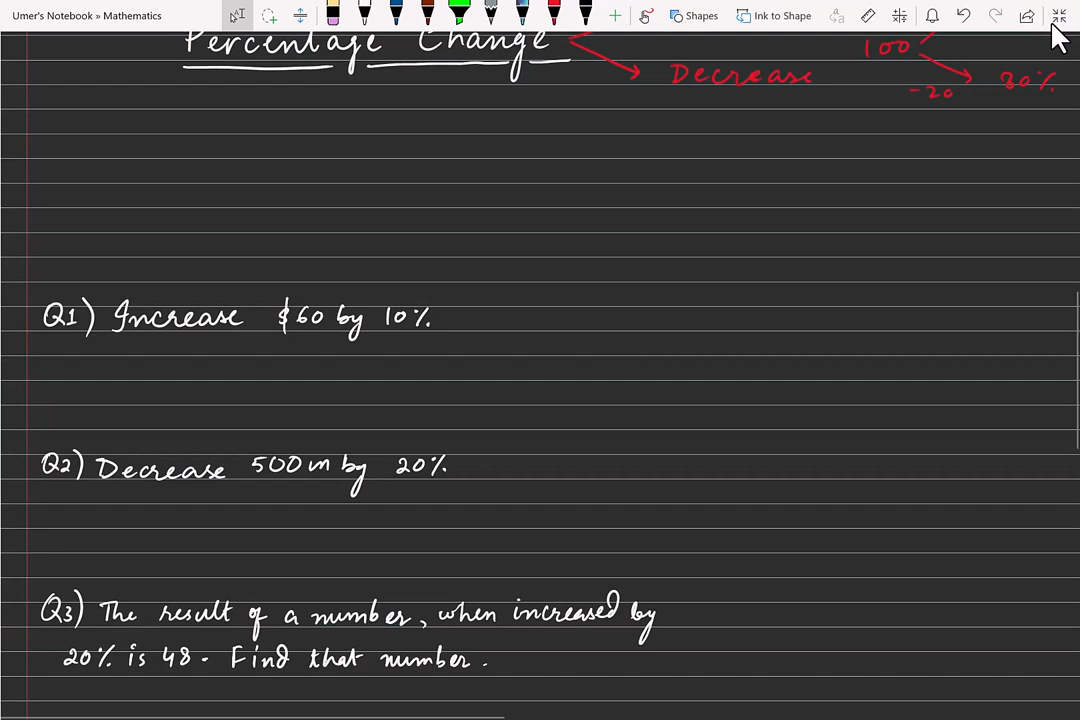 Umer's Notebook » Mathematics
Shapes
Ink to Shape
Percentage Change
100
Decrease
-20
80%
Q1) Increase $60 by 10%
Q2) Decrease 500m by 20%
Q3) The result of a number, when increased by
20% is 48. Find that number.